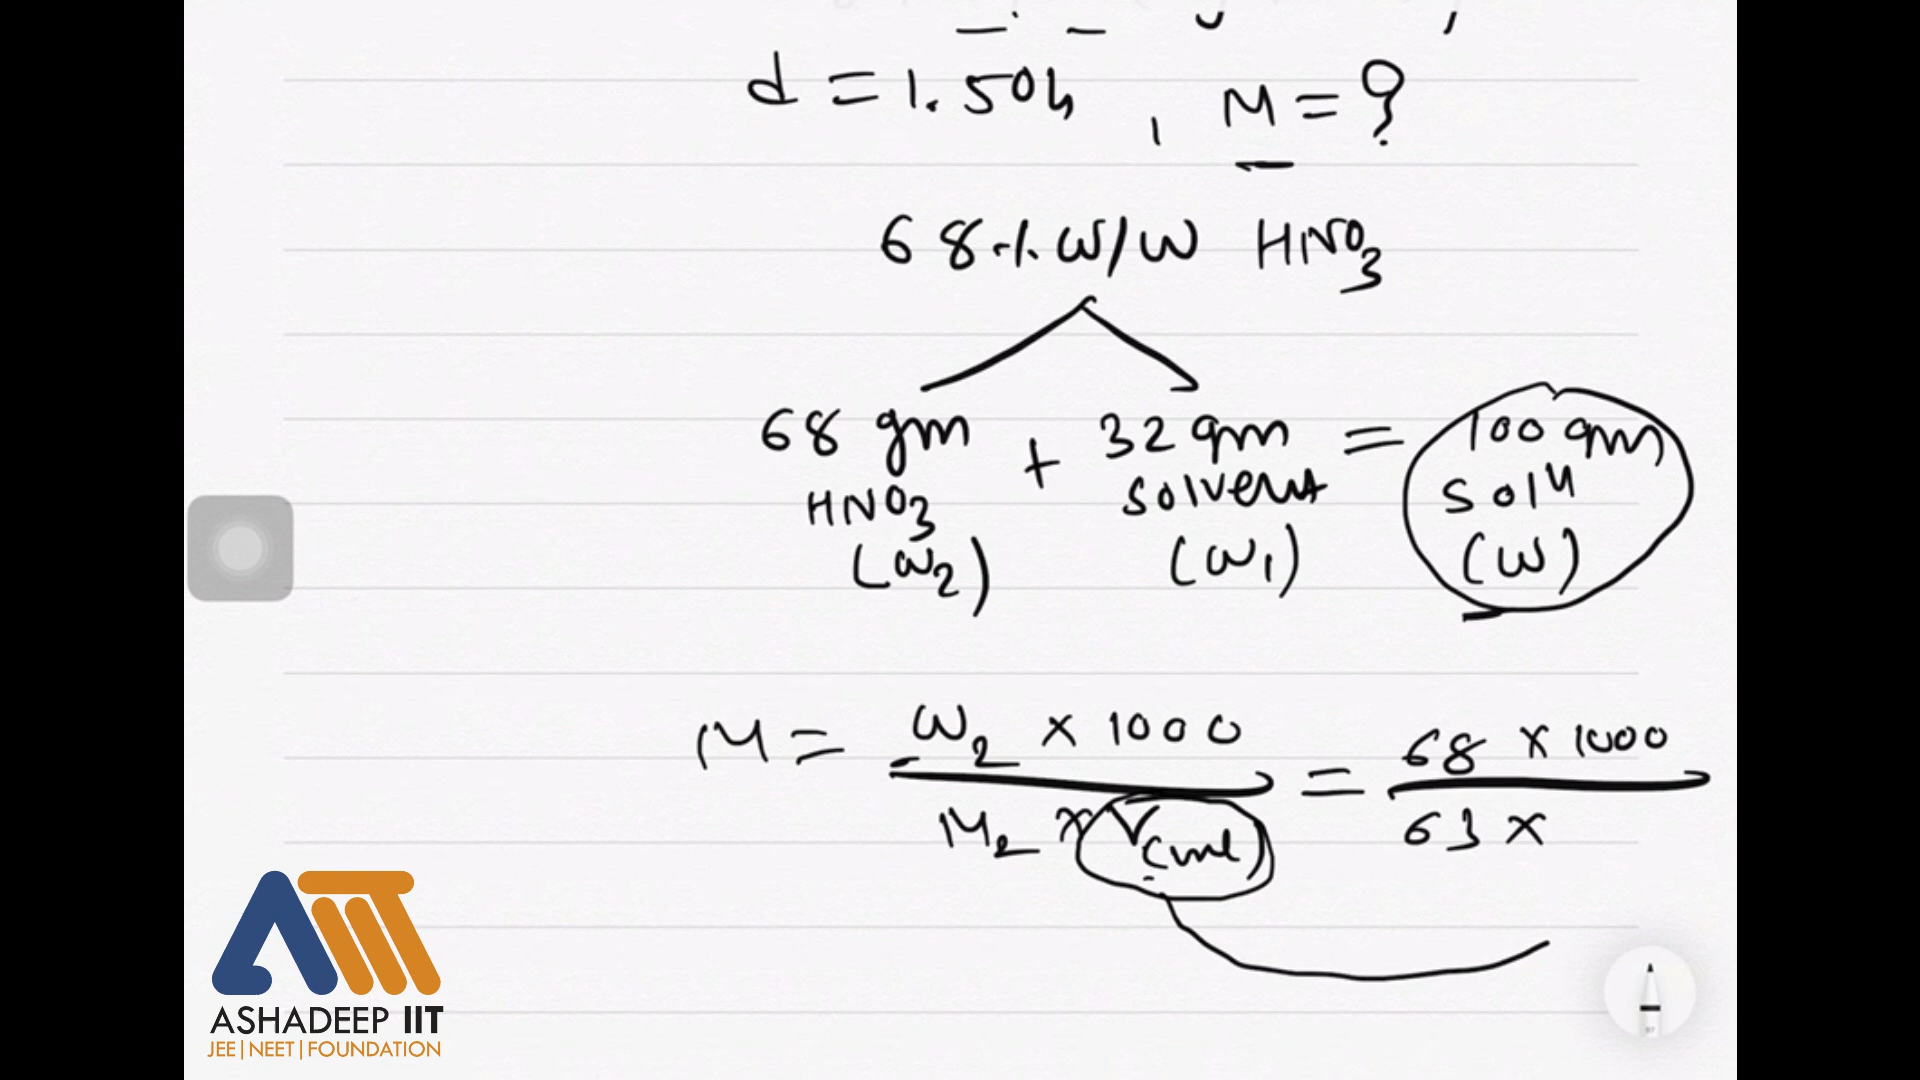 d = 1.504 , M = ?
68 % W/W HNO3
68 gm + 32 gm = 100 gm
HNO3 solvent soln
(W2) (W1) (W)
M = W2 x 1000 = 68 x 1000
M2 x V(ml) 63 x
ASHADEEP IIT
JEE|NEET|FOUNDATION